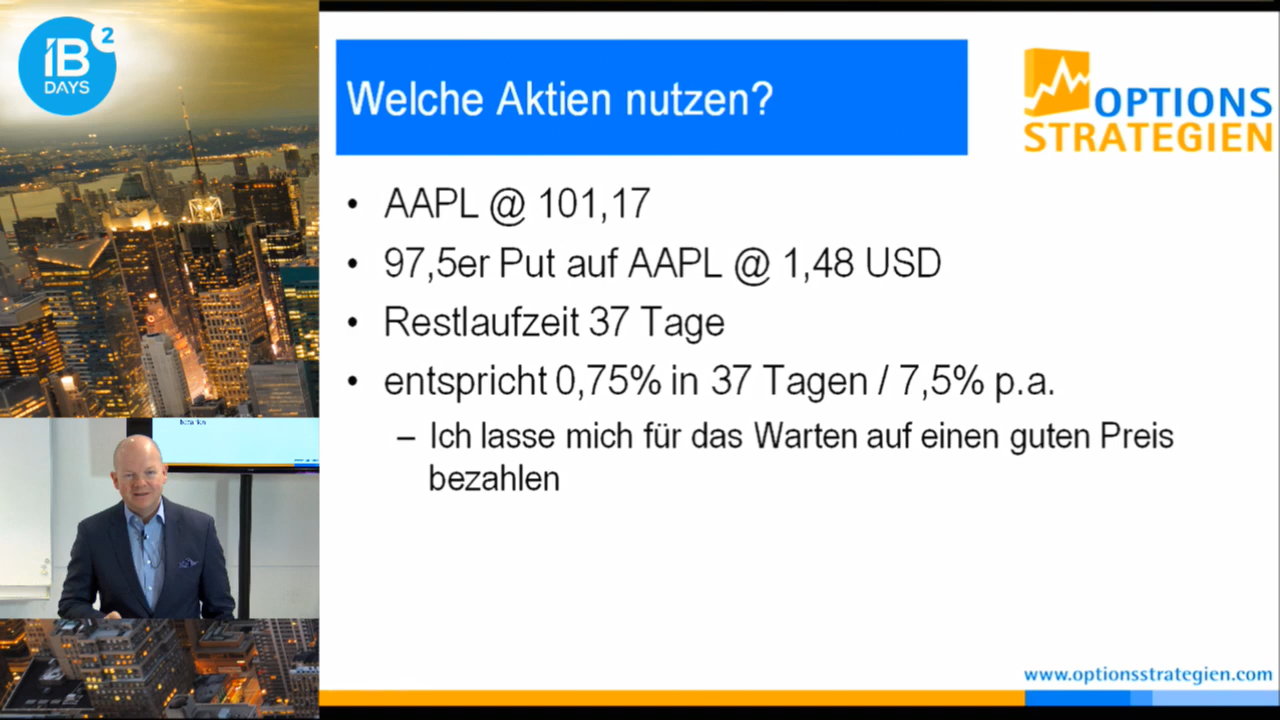 IB 2
DAYS
Welche Aktien nutzen?
OPTIONS
STRATEGIEN
• AAPL @ 101,17
• 97,5er Put auf AAPL @ 1,48 USD
• Restlaufzeit 37 Tage
• entspricht 0,75% in 37 Tagen / 7,5% p.a.
– Ich lasse mich für das Warten auf einen guten Preis
bezahlen
www.optionsstrategien.com